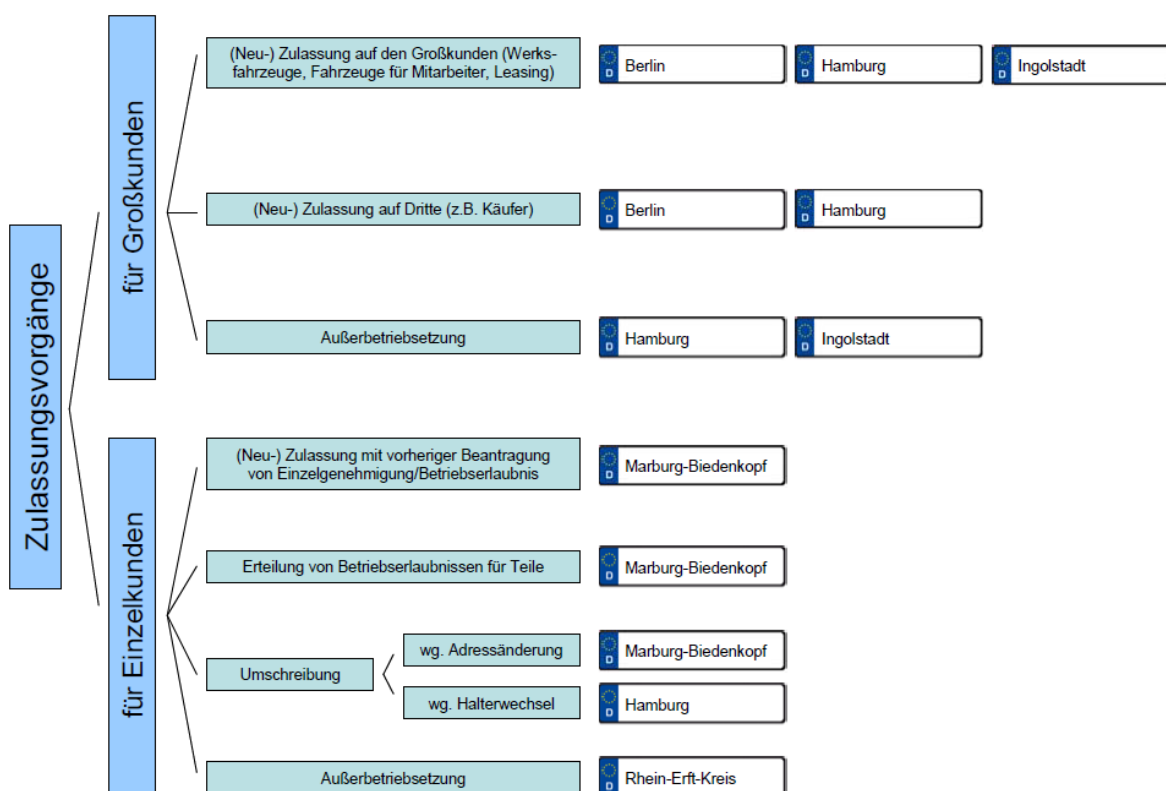 Zulassungsvorgänge
für Großkunden
(Neu-) Zulassung auf den Großkunden (Werks-
fahrzeuge, Fahrzeuge für Mitarbeiter, Leasing)
D Berlin
D Hamburg
D Ingolstadt
(Neu-) Zulassung auf Dritte (z.B. Käufer)
D Berlin
D Hamburg
Außerbetriebsetzung
D Hamburg
D Ingolstadt
für Einzelkunden
(Neu-) Zulassung mit vorheriger Beantragung
von Einzelgenehmigung/Betriebserlaubnis
D Marburg-Biedenkopf
Erteilung von Betriebserlaubnissen für Teile
D Marburg-Biedenkopf
Umschreibung
wg. Adressänderung
D Marburg-Biedenkopf
wg. Halterwechsel
D Hamburg
Außerbetriebsetzung
D Rhein-Erft-Kreis